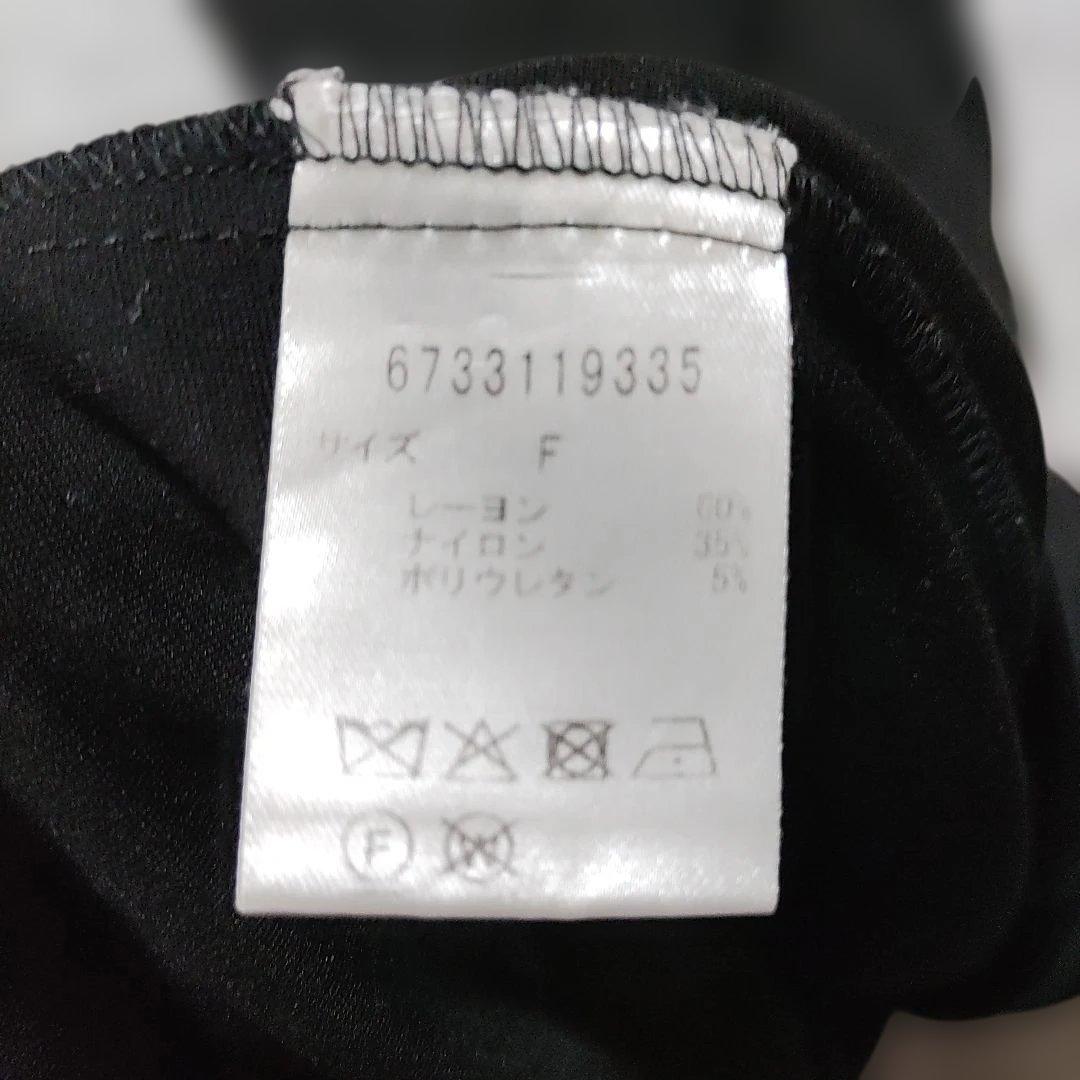 6733119335
サイズ F
レーヨン 60%
ナイロン 35%
ポリウレタン 5%
F
W